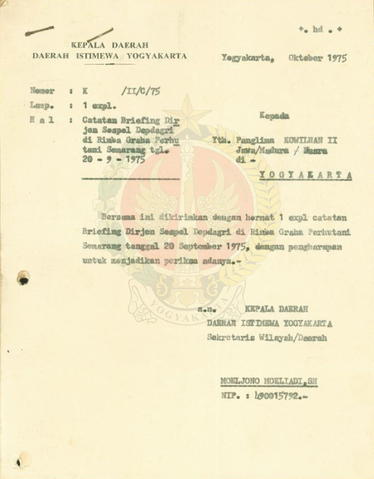 +. hd . +
KEPALA DAERAH
DAERAH ISTIMEWA YOGYAKARTA
Yogyakarta, Oktober 1975
Nomor : K /II/C/75
Lamp. : 1 expl.
H a l : Catatan Briefing Dir
jen Sospol Depdagri
di Rimba Graha Perhu
tani Semarang tgl.
20 - 9 - 1975
Kepada
Yth. Panglima KOWILHAN II
Jawa/Madura / Nusra
di -
Y O G Y A K A R T A
Bersama ini dikirimkan dengan hormat 1 expl catatan
Briefing Dirjen Sospol Depdagri di Rimba Graha Perhutani
Semarang tanggal 20 September 1975, dengan pengharapan
untuk menjadikan periksa adanya.-
a.n. KEPALA DAERAH
DAERAH ISTIMEWA YOGYAKARTA
Sekretaris Wilayah/Daerah
MOELJONO MOELIADI,SH
NIP. : 490015792.-
YOGYAKARTA